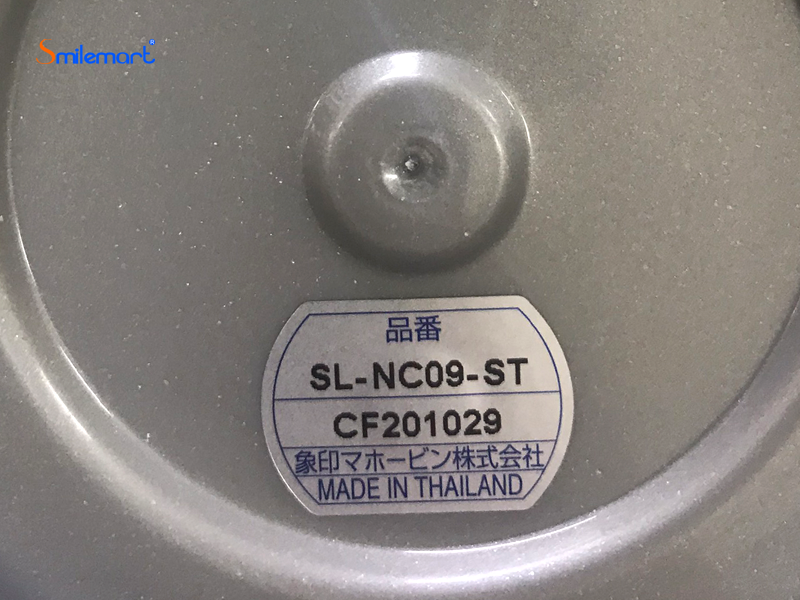 Smilemart®
品番
SL-NC09-ST
CF201029
象印マホービン株式会社
MADE IN THAILAND